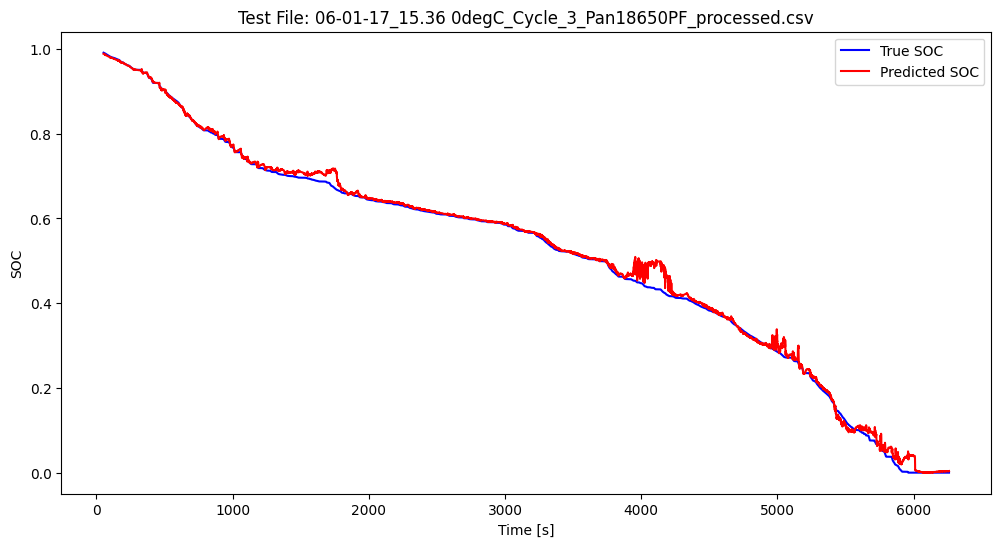 Test File: 06-01-17_15.36 0degC_Cycle_3_Pan18650PF_processed.csv
True SOC
Predicted SOC
1.0
0.8
0.6
0.4
0.2
0.0
SOC
0 1000 2000 3000 4000 5000 6000
Time [s]